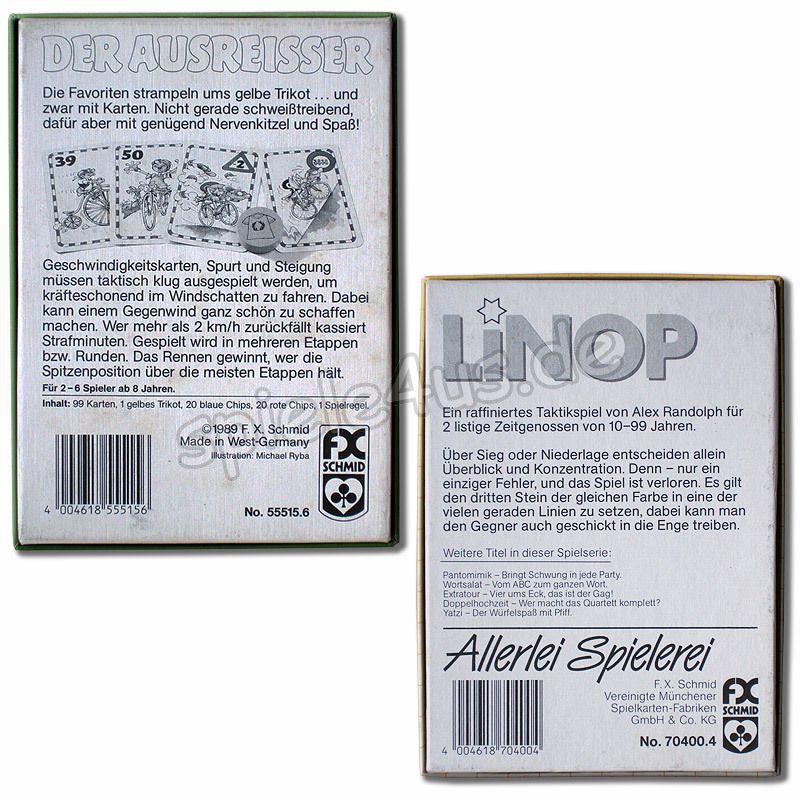 DER AUSREISSER
Die Favoriten strampeln ums gelbe Trikot ... und
zwar mit Karten. Nicht gerade schweißtreibend,
dafür aber mit genügend Nervenkitzel und Spaß!
39
50
2
Geschwindigkeitskarten, Spurt und Steigung
müssen taktisch klug ausgespielt werden, um
kräfteschonend im Windschatten zu fahren. Dabei
kann einem Gegenwind ganz schön zu schaffen
machen. Wer mehr als 2 km/h zurückfällt kassiert
Strafminuten. Gespielt wird in mehreren Etappen
bzw. Runden. Das Rennen gewinnt, wer die
Spitzenposition über die meisten Etappen hält.
Für 2-6 Spieler ab 8 Jahren.
Inhalt: 99 Karten, 1 gelbes Trikot, 20 blaue Chips, 20 rote Chips, 1 Spielregel
©1989 F. X. Schmid
Made in West-Germany
Illustration: Michael Ryba
FX
SCHMID
4 004618 555156
No. 55515.6
LiNOP
Ein raffiniertes Taktikspiel von Alex Randolph für
2 listige Zeitgenossen von 10–99 Jahren.
Über Sieg oder Niederlage entscheiden allein
Überblick und Konzentration. Denn – nur ein
einziger Fehler, und das Spiel ist verloren. Es gilt
den dritten Stein der gleichen Farbe in eine der
vielen geraden Linien zu setzen, dabei kann man
den Gegner auch geschickt in die Enge treiben.
Weitere Titel in dieser Spielserie:
Pantomimik – Bringt Schwung in jede Party.
Wortsalat – Vom ABC zum ganzen Wort.
Extratour – Vier ums Eck, das ist der Gag!
Doppelhochzeit – Wer macht das Quartett komplett?
Yatzi – Der Würfelspaß mit Pfiff.
Allerlei Spielerei
F. X. Schmid
Vereinigte Münchener
Spielkarten-Fabriken
GmbH & Co. KG
FX
SCHMID
4 004618 704004
No. 70400.4
spiele4us.de